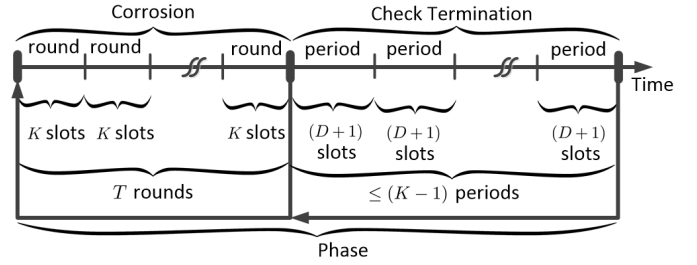 Corrosion Check Termination
round round round period period period
Time
K slots K slots K slots (D + 1) slots (D + 1) slots (D + 1) slots
T rounds ≤ (K − 1) periods
Phase